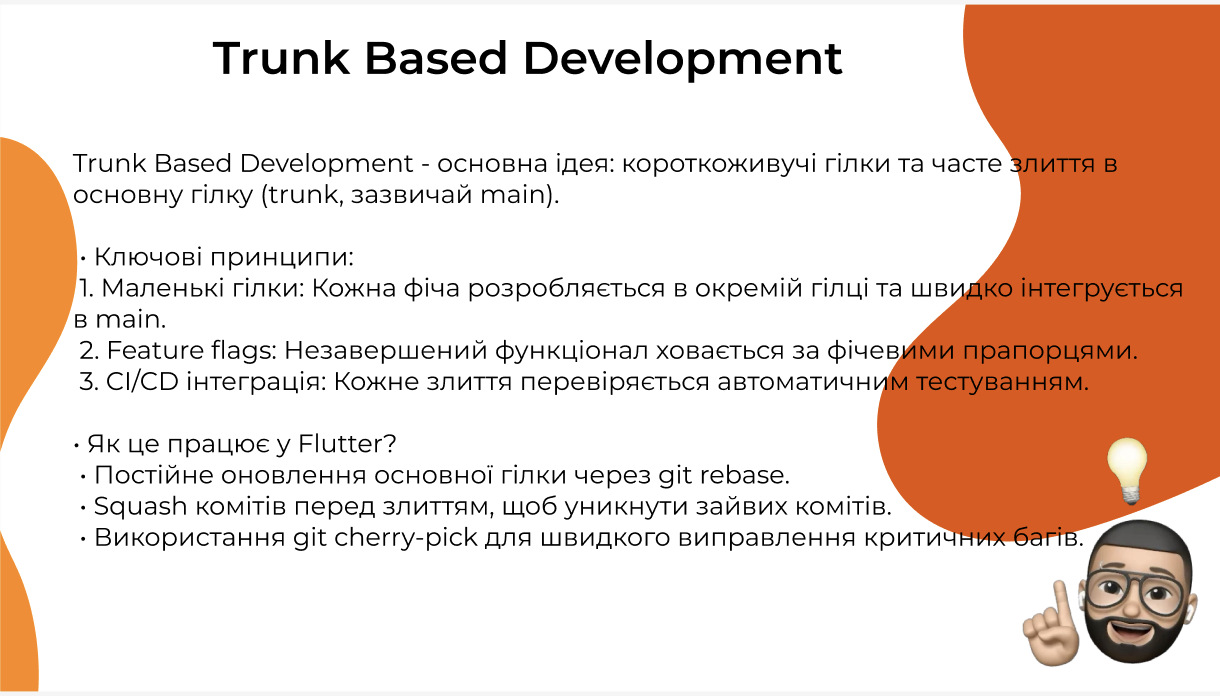 Trunk Based Development
Trunk Based Development - основна ідея: короткоживучі гілки та часте злиття в
основну гілку (trunk, зазвичай main).
• Ключові принципи:
1. Маленькі гілки: Кожна фіча розробляється в окремій гілці та швидко інтегрується
в main.
2. Feature flags: Незавершений функціонал ховається за фічевими прапорцями.
3. CI/CD інтеграція: Кожне злиття перевіряється автоматичним тестуванням.
• Як це працює у Flutter?
• Постійне оновлення основної гілки через git rebase.
• Squash комітів перед злиттям, щоб уникнути зайвих комітів.
• Використання git cherry-pick для швидкого виправлення критичних багів.